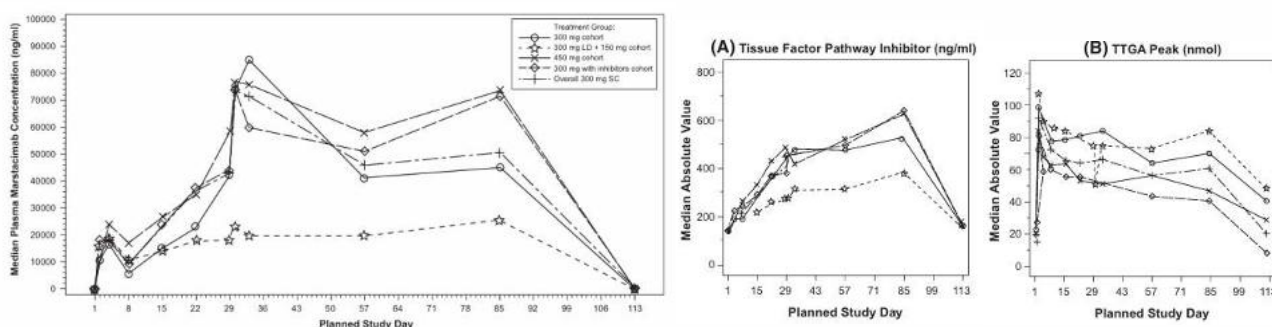 100000
90000
80000
70000
60000
50000
40000
30000
20000
10000
0
Median Plasma Marstacimab Concentration (ng/ml)
Treatment Group:
300 mg cohort
300 mg LD + 150 mg cohort
450 mg cohort
300 mg with inhibitors cohort
Overall 300 mg SC
1 8 15 22 29 36 43 50 57 64 71 78 85 92 99 106 113
Planned Study Day
(A) Tissue Factor Pathway Inhibitor (ng/ml)
800
600
400
200
0
Median Absolute Value
1 15 29 43 57 71 85 99 113
Planned Study Day
(B) TTGA Peak (nmol)
120
100
80
60
40
20
0
Median Absolute Value
1 15 29 43 57 71 85 99 113
Planned Study Day